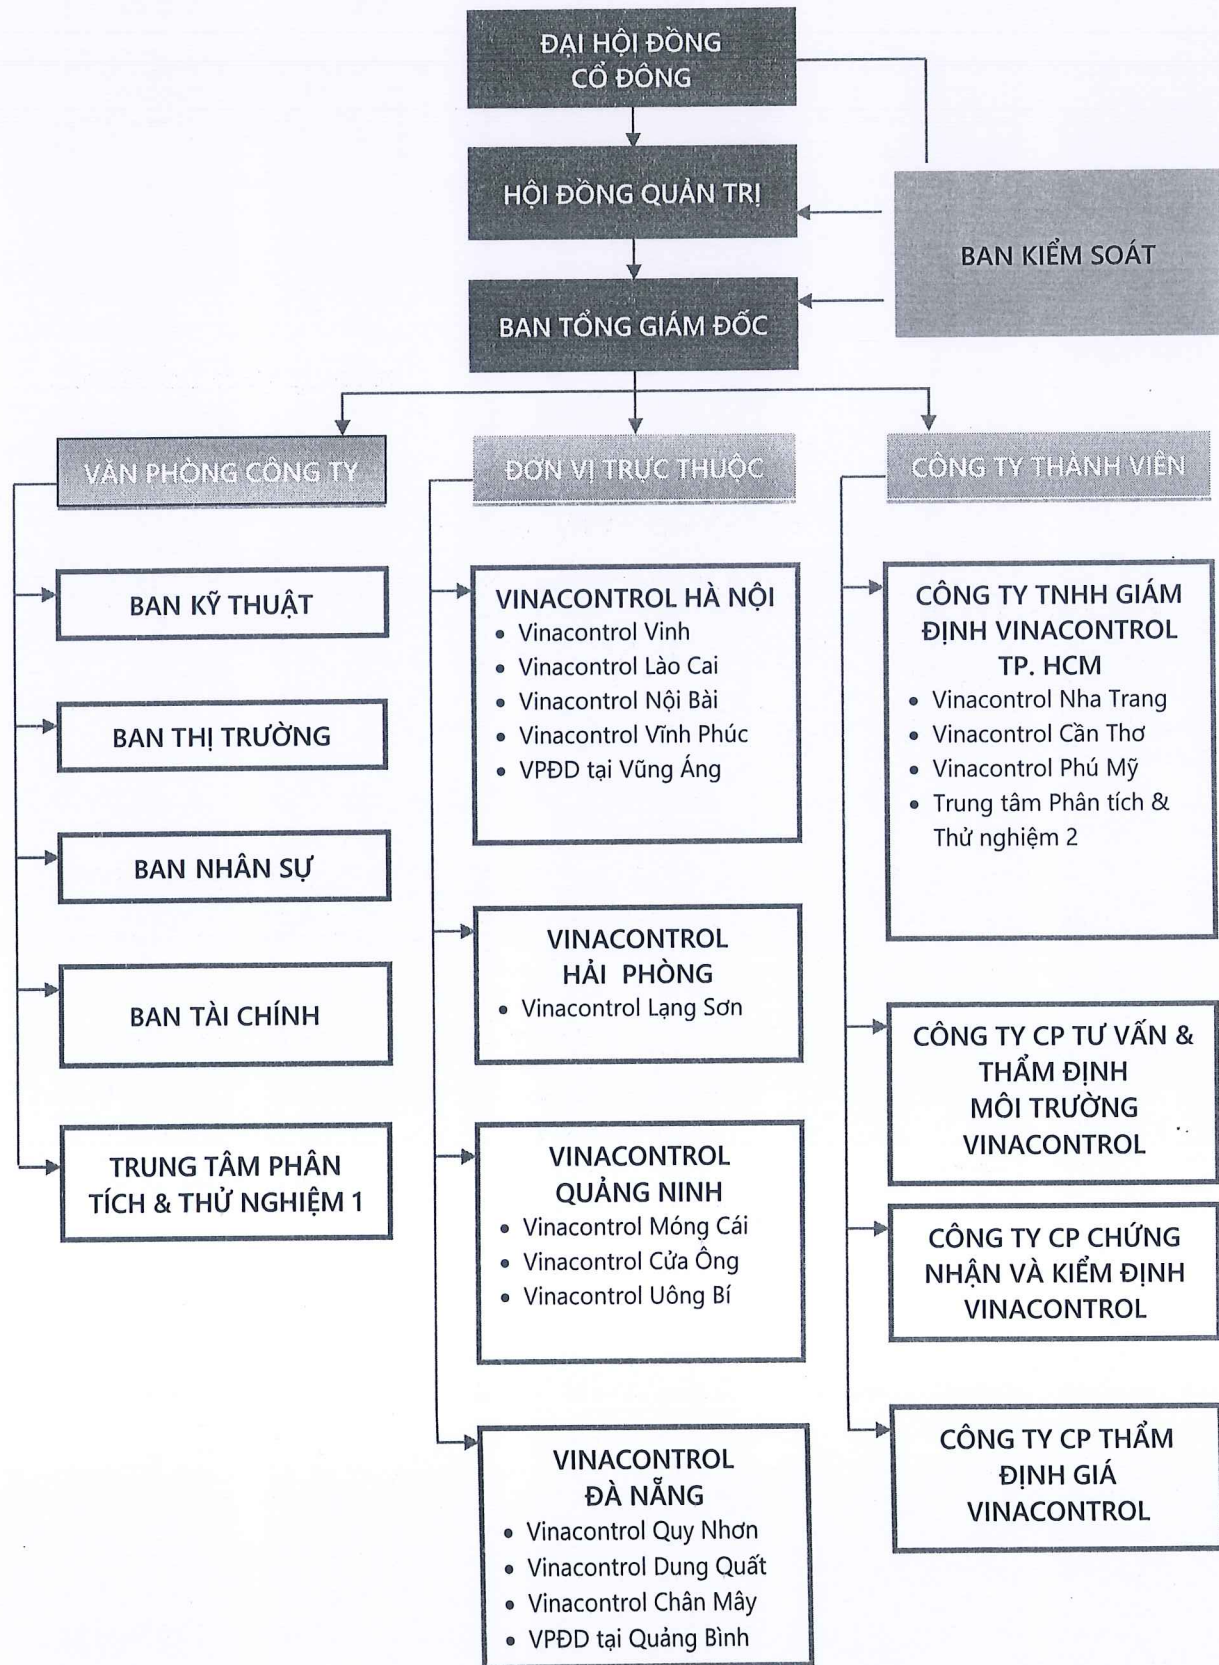 ĐẠI HỘI ĐỒNG
CỔ ĐÔNG
HỘI ĐỒNG QUẢN TRỊ
BAN KIỂM SOÁT
BAN TỔNG GIÁM ĐỐC
VĂN PHÒNG CÔNG TY
BAN KỸ THUẬT
BAN THỊ TRƯỜNG
BAN NHÂN SỰ
BAN TÀI CHÍNH
TRUNG TÂM PHÂN
TÍCH & THỬ NGHIỆM 1
ĐƠN VỊ TRỰC THUỘC
VINACONTROL HÀ NỘI
• Vinacontrol Vinh
• Vinacontrol Lào Cai
• Vinacontrol Nội Bài
• Vinacontrol Vĩnh Phúc
• VPĐD tại Vũng Áng
VINACONTROL
HẢI PHÒNG
• Vinacontrol Lạng Sơn
VINACONTROL
QUẢNG NINH
• Vinacontrol Móng Cái
• Vinacontrol Cửa Ông
• Vinacontrol Uông Bí
VINACONTROL
ĐÀ NẴNG
• Vinacontrol Quy Nhơn
• Vinacontrol Dung Quất
• Vinacontrol Chân Mây
• VPĐD tại Quảng Bình
CÔNG TY THÀNH VIÊN
CÔNG TY TNHH GIÁM
ĐỊNH VINACONTROL
TP. HCM
• Vinacontrol Nha Trang
• Vinacontrol Cần Thơ
• Vinacontrol Phú Mỹ
• Trung tâm Phân tích &
Thử nghiệm 2
CÔNG TY CP TƯ VẤN &
THẨM ĐỊNH
MÔI TRƯỜNG
VINACONTROL
CÔNG TY CP CHỨNG
NHẬN VÀ KIỂM ĐỊNH
VINACONTROL
CÔNG TY CP THẨM
ĐỊNH GIÁ
VINACONTROL